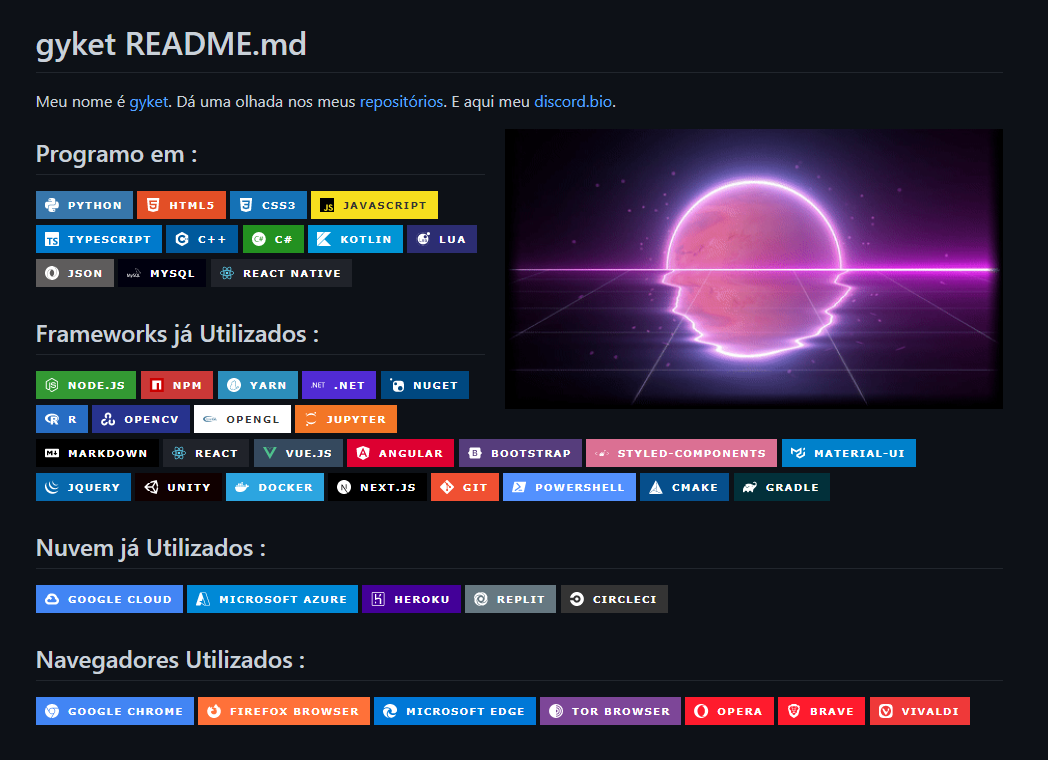 gyket README.md
Meu nome é gyket. Dá uma olhada nos meus repositórios. E aqui meu discord.bio.
Programo em :
PYTHON HTML5 CSS3 JS JAVASCRIPT
TS TYPESCRIPT C++ C# KOTLIN LUA
JSON MySQL MYSQL REACT NATIVE
Frameworks já Utilizados :
NODE.JS NPM YARN .NET .NET NUGET
R R OPENCV OPENGL JUPYTER
MARKDOWN REACT VUE.JS ANGULAR BOOTSTRAP STYLED-COMPONENTS MATERIAL-UI
JQUERY UNITY DOCKER NEXT.JS GIT POWERSHELL CMAKE GRADLE
Nuvem já Utilizados :
GOOGLE CLOUD MICROSOFT AZURE HEROKU REPLIT CIRCLECI
Navegadores Utilizados :
GOOGLE CHROME FIREFOX BROWSER MICROSOFT EDGE TOR BROWSER OPERA BRAVE VIVALDI